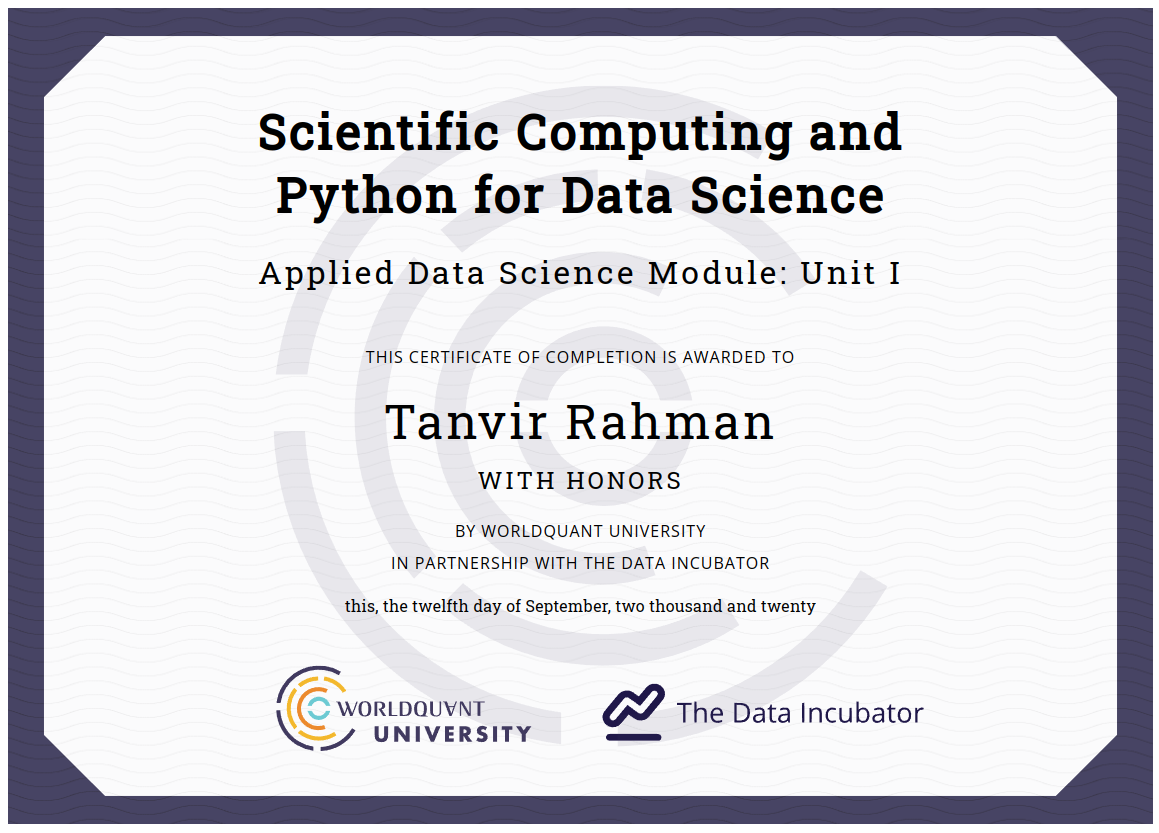 Scientific Computing and
Python for Data Science
Applied Data Science Module: Unit I
THIS CERTIFICATE OF COMPLETION IS AWARDED TO
Tanvir Rahman
WITH HONORS
BY WORLDQUANT UNIVERSITY
IN PARTNERSHIP WITH THE DATA INCUBATOR
this, the twelfth day of September, two thousand and twenty
WORLDQUANT
UNIVERSITY
The Data Incubator